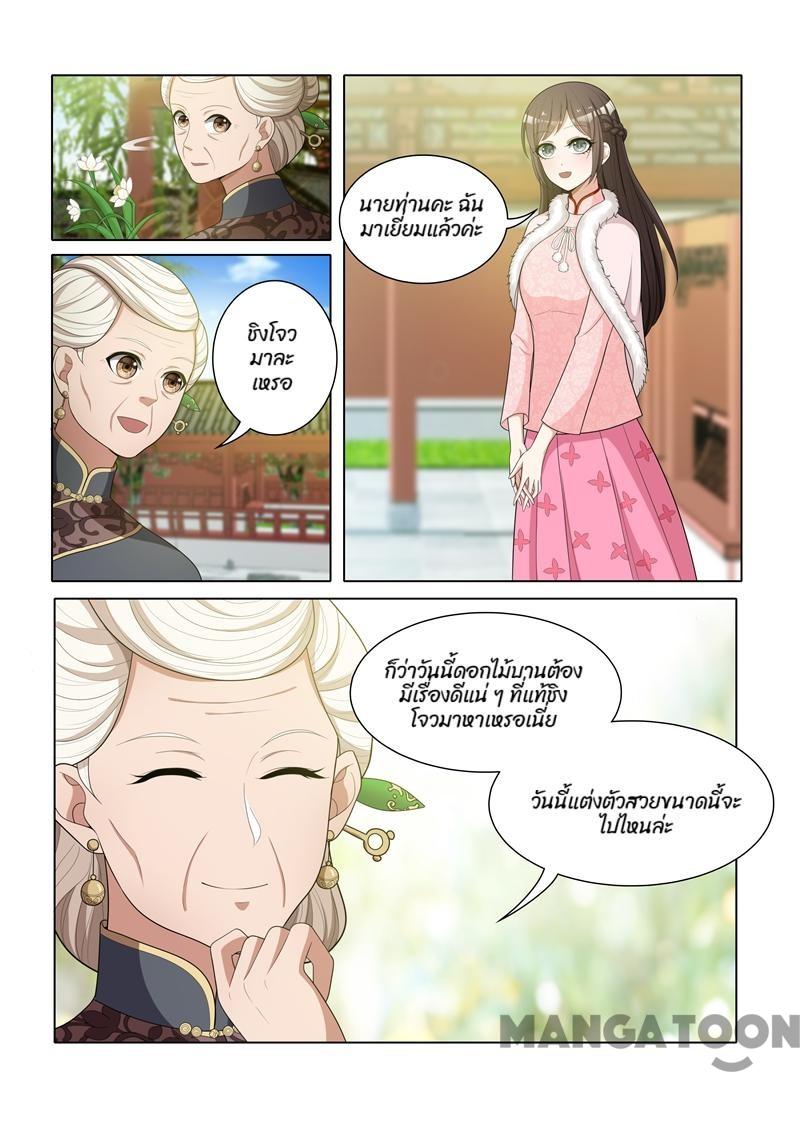 นายท่านคะ ฉัน
มาเยี่ยมแล้วค่ะ
ชิงโจว
มาละ
เหรอ
ก็ว่าวันนี้ดอกไม้บานต้อง
มีเรื่องดีแน่ ๆ ที่แท้ชิง
โจวมาหาเหรอเนี่ย
วันนี้แต่งตัวสวยขนาดนี้จะ
ไปไหนล่ะ
MANGATOON